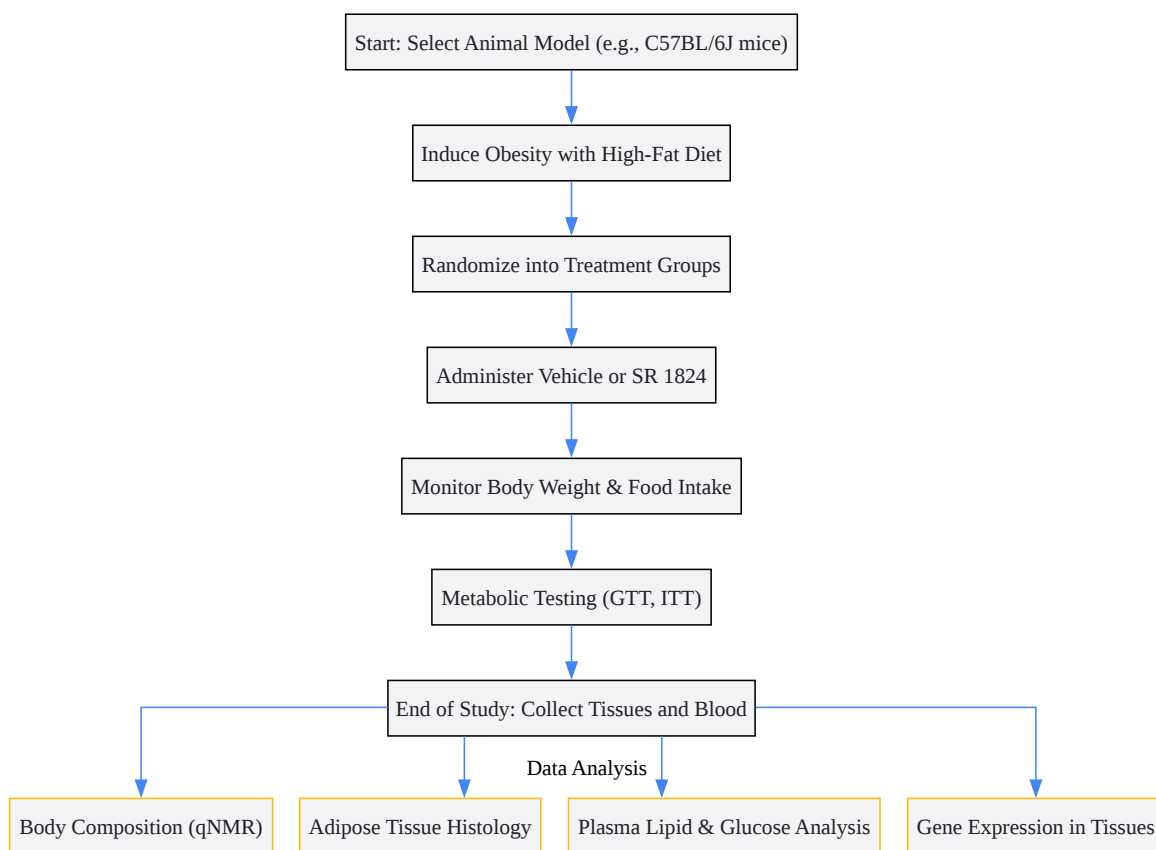 Start: Select Animal Model (e.g., C57BL/6J mice)
Induce Obesity with High-Fat Diet
Randomize into Treatment Groups
Administer Vehicle or SR 1824
Monitor Body Weight & Food Intake
Metabolic Testing (GTT, ITT)
End of Study: Collect Tissues and Blood
Data Analysis
Body Composition (qNMR)
Adipose Tissue Histology
Plasma Lipid & Glucose Analysis
Gene Expression in Tissues